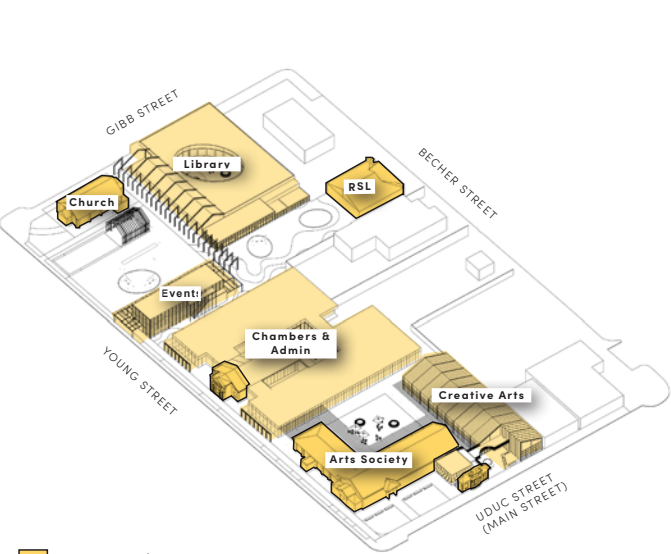 GIBB STREET
Library
BECHER STREET
RSL
Church
Events
Chambers &
Admin
YOUNG STREET
Creative Arts
Arts Society
UDUC STREET
(MAIN STREET)